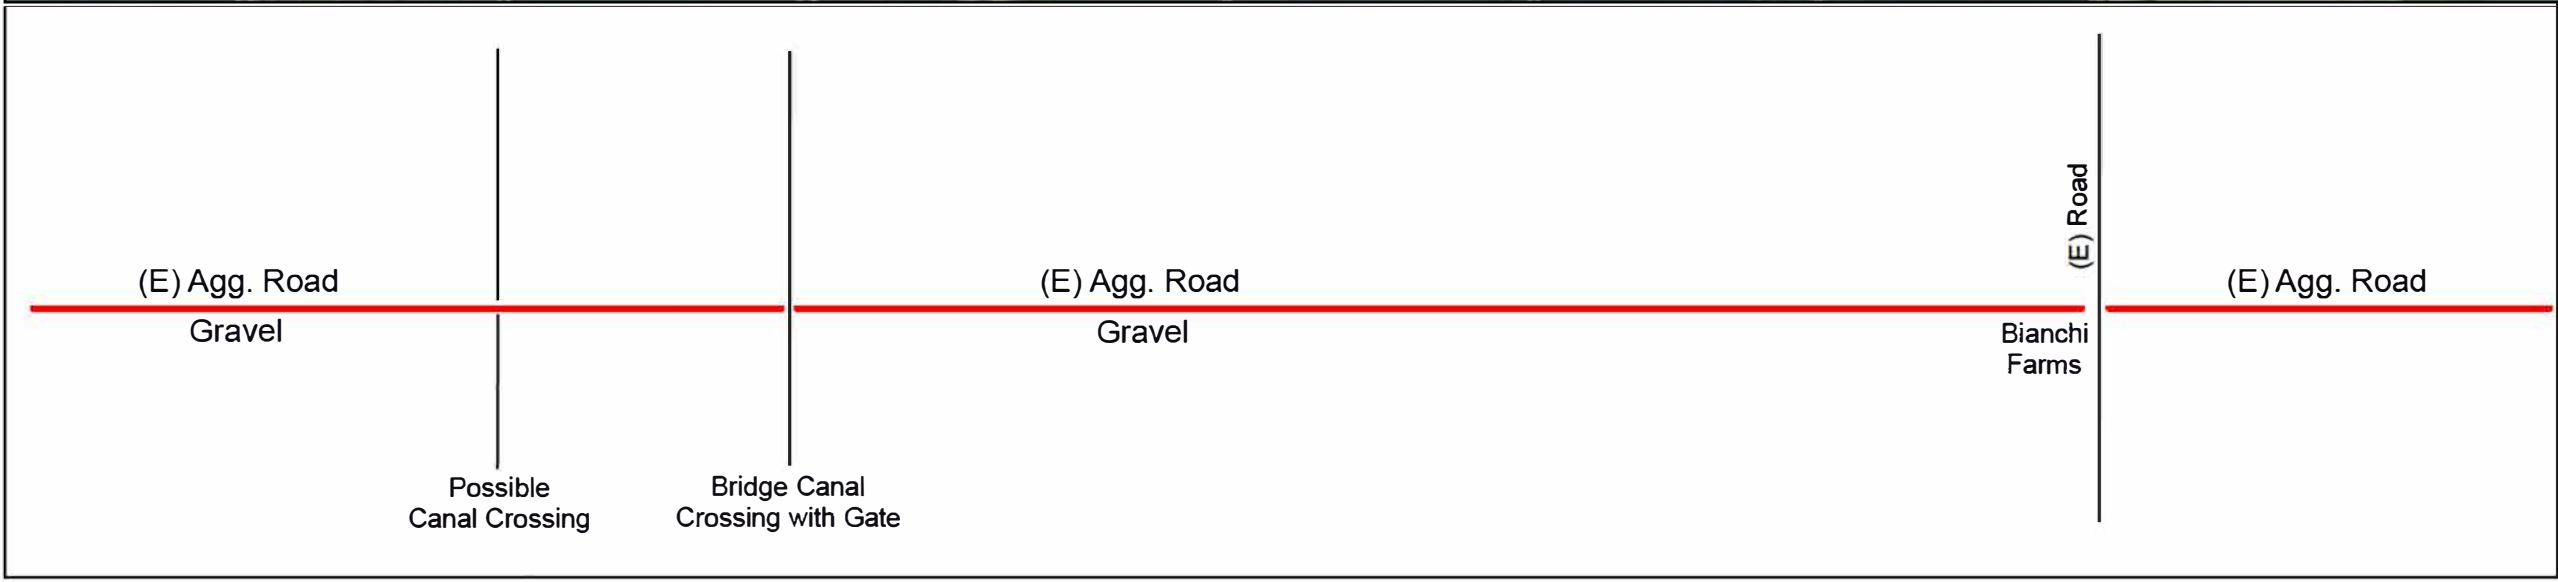 (E) Road
(E) Agg. Road
(E) Agg. Road
(E) Agg. Road
Gravel
Gravel
Bianchi
Farms
Possible
Canal Crossing
Bridge Canal
Crossing with Gate